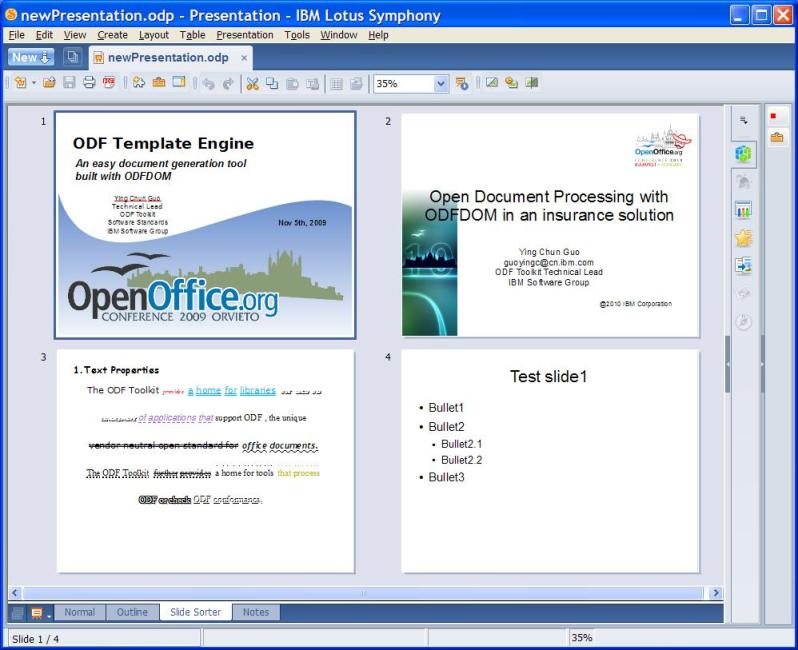 newPresentation.odp - Presentation - IBM Lotus Symphony
File Edit View Create Layout Table Presentation Tools Window Help
New newPresentation.odp ×
35%
1
ODF Template Engine
An easy document generation tool
built with ODFDOM
Ying Chun Guo
Technical Lead
ODF Toolkit
Software Standards
IBM Software Group
Nov 5th, 2009
OpenOffice.org
CONFERENCE 2009 ORVIETO
2
OpenOffice.org
Open Document Processing with
ODFDOM in an insurance solution
Ying Chun Guo
guoyingc@cn.ibm.com
ODF Toolkit Technical Lead
IBM Software Group
@2010 IBM Corporation
3
1.Text Properties
The ODF Toolkit provides a home for libraries
of applications that support ODF , the unique
vendor neutral open standard for office documents.
The ODF Toolkit further provides a home for tools that process
ODF or check ODF conformance.
4
Test slide1
• Bullet1
• Bullet2
• Bullet2.1
• Bullet2.2
• Bullet3
Normal Outline Slide Sorter Notes
Slide 1 / 4 35%